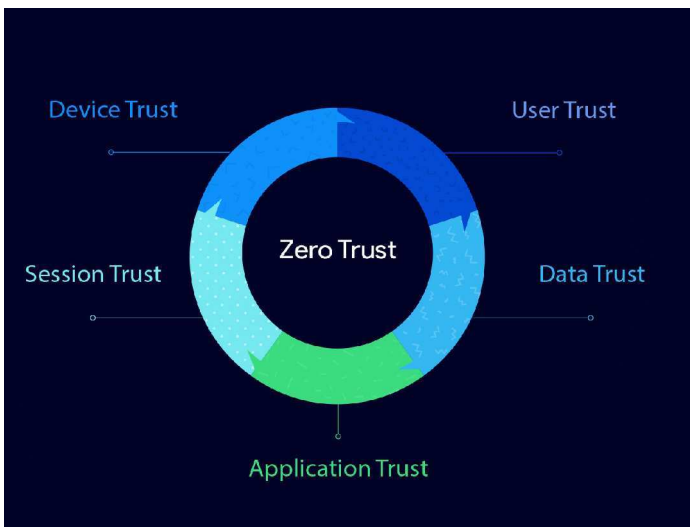 Device Trust
User Trust
Zero Trust
Session Trust
Data Trust
Application Trust